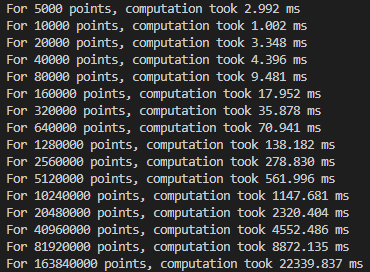 For 5000 points, computation took 2.992 ms
For 10000 points, computation took 1.002 ms
For 20000 points, computation took 3.348 ms
For 40000 points, computation took 4.396 ms
For 80000 points, computation took 9.481 ms
For 160000 points, computation took 17.952 ms
For 320000 points, computation took 35.878 ms
For 640000 points, computation took 70.941 ms
For 1280000 points, computation took 138.182 ms
For 2560000 points, computation took 278.830 ms
For 5120000 points, computation took 561.996 ms
For 10240000 points, computation took 1147.681 ms
For 20480000 points, computation took 2320.404 ms
For 40960000 points, computation took 4552.486 ms
For 81920000 points, computation took 8872.135 ms
For 163840000 points, computation took 22339.837 ms